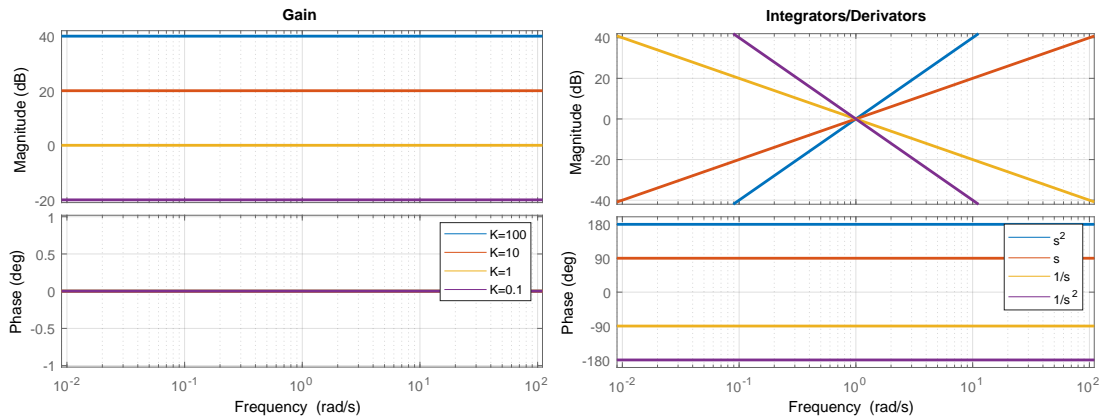 Gain
40
20
0
-20
Magnitude (dB)
1
0.5
0
-0.5
-1
Phase (deg)
K=100
K=10
K=1
K=0.1
10^-2
10^-1
10^0
10^1
10^2
Frequency (rad/s)
Integrators/Derivators
40
20
0
-20
-40
Magnitude (dB)
180
90
0
-90
-180
Phase (deg)
s^2
s
1/s
1/s^2
10^-2
10^-1
10^0
10^1
10^2
Frequency (rad/s)